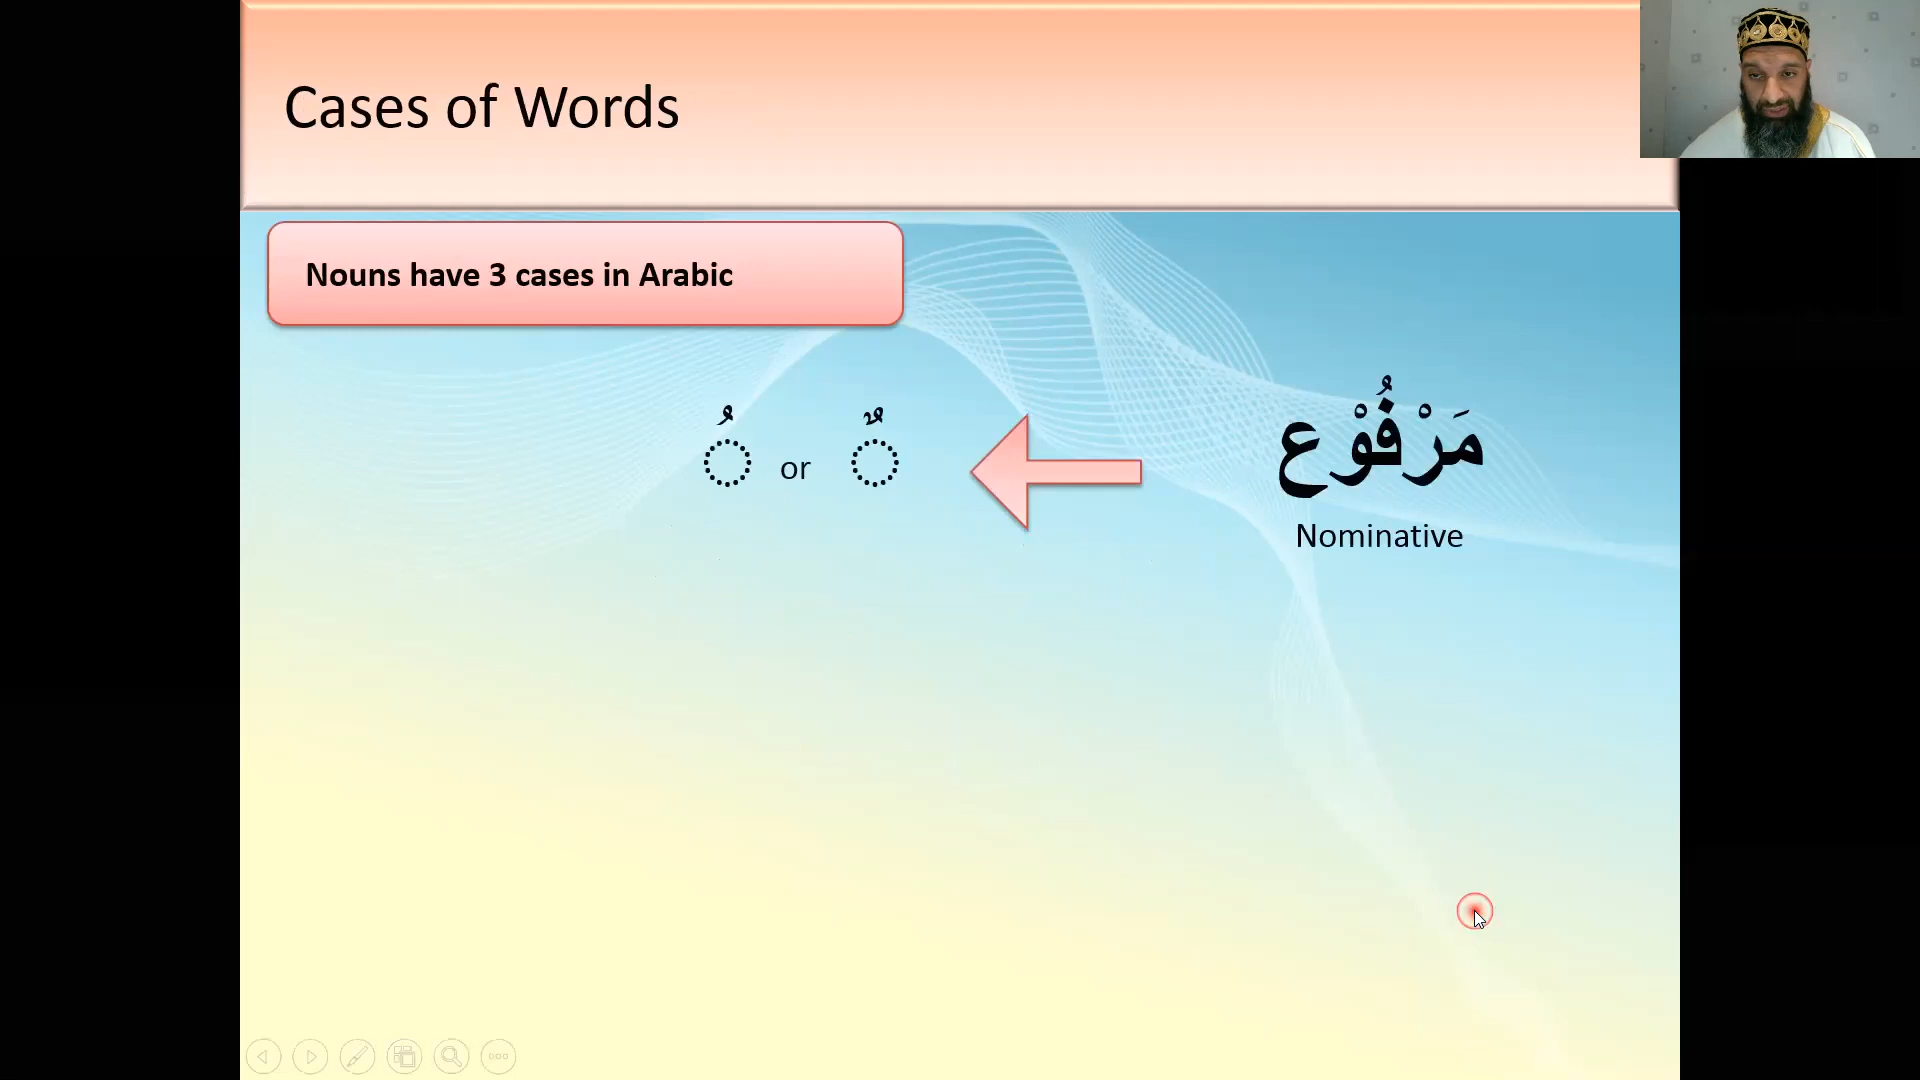 Cases of Words
Nouns have 3 cases in Arabic
مَرْفُوْع
Nominative
◌ٌ or ◌ُ